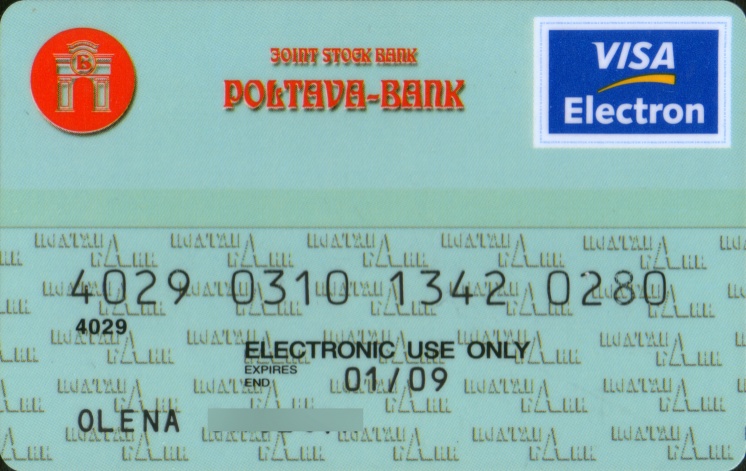 JOINT STOCK BANK
POLTAVA-BANK
VISA
Electron
4029 0310 1342 0280
4029
ELECTRONIC USE ONLY
EXPIRES
END
01/09
OLENA